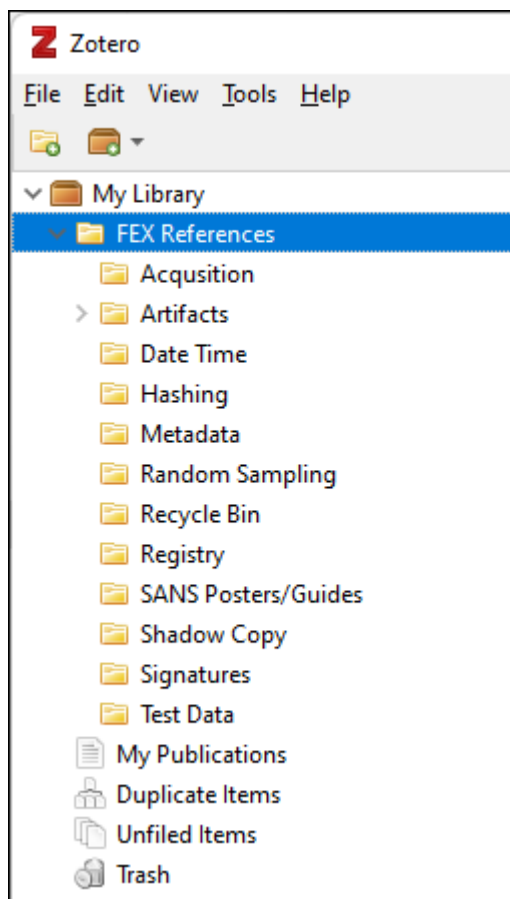 Zotero
File Edit View Tools Help
My Library
FEX References
Acqusition
Artifacts
Date Time
Hashing
Metadata
Random Sampling
Recycle Bin
Registry
SANS Posters/Guides
Shadow Copy
Signatures
Test Data
My Publications
Duplicate Items
Unfiled Items
Trash